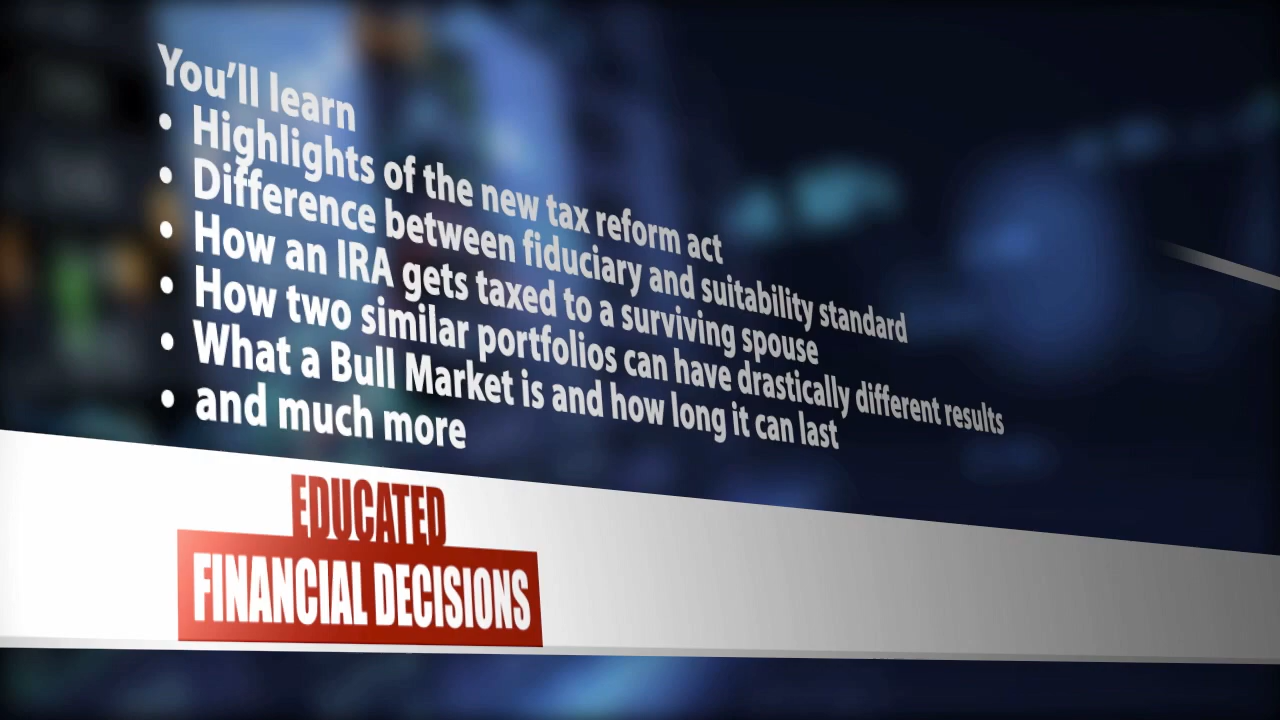 You'll learn
• Highlights of the new tax reform act
• Difference between fiduciary and suitability standard
• How an IRA gets taxed to a surviving spouse
• How two similar portfolios can have drastically different results
• What a Bull Market is and how long it can last
• and much more
EDUCATED
FINANCIAL DECISIONS